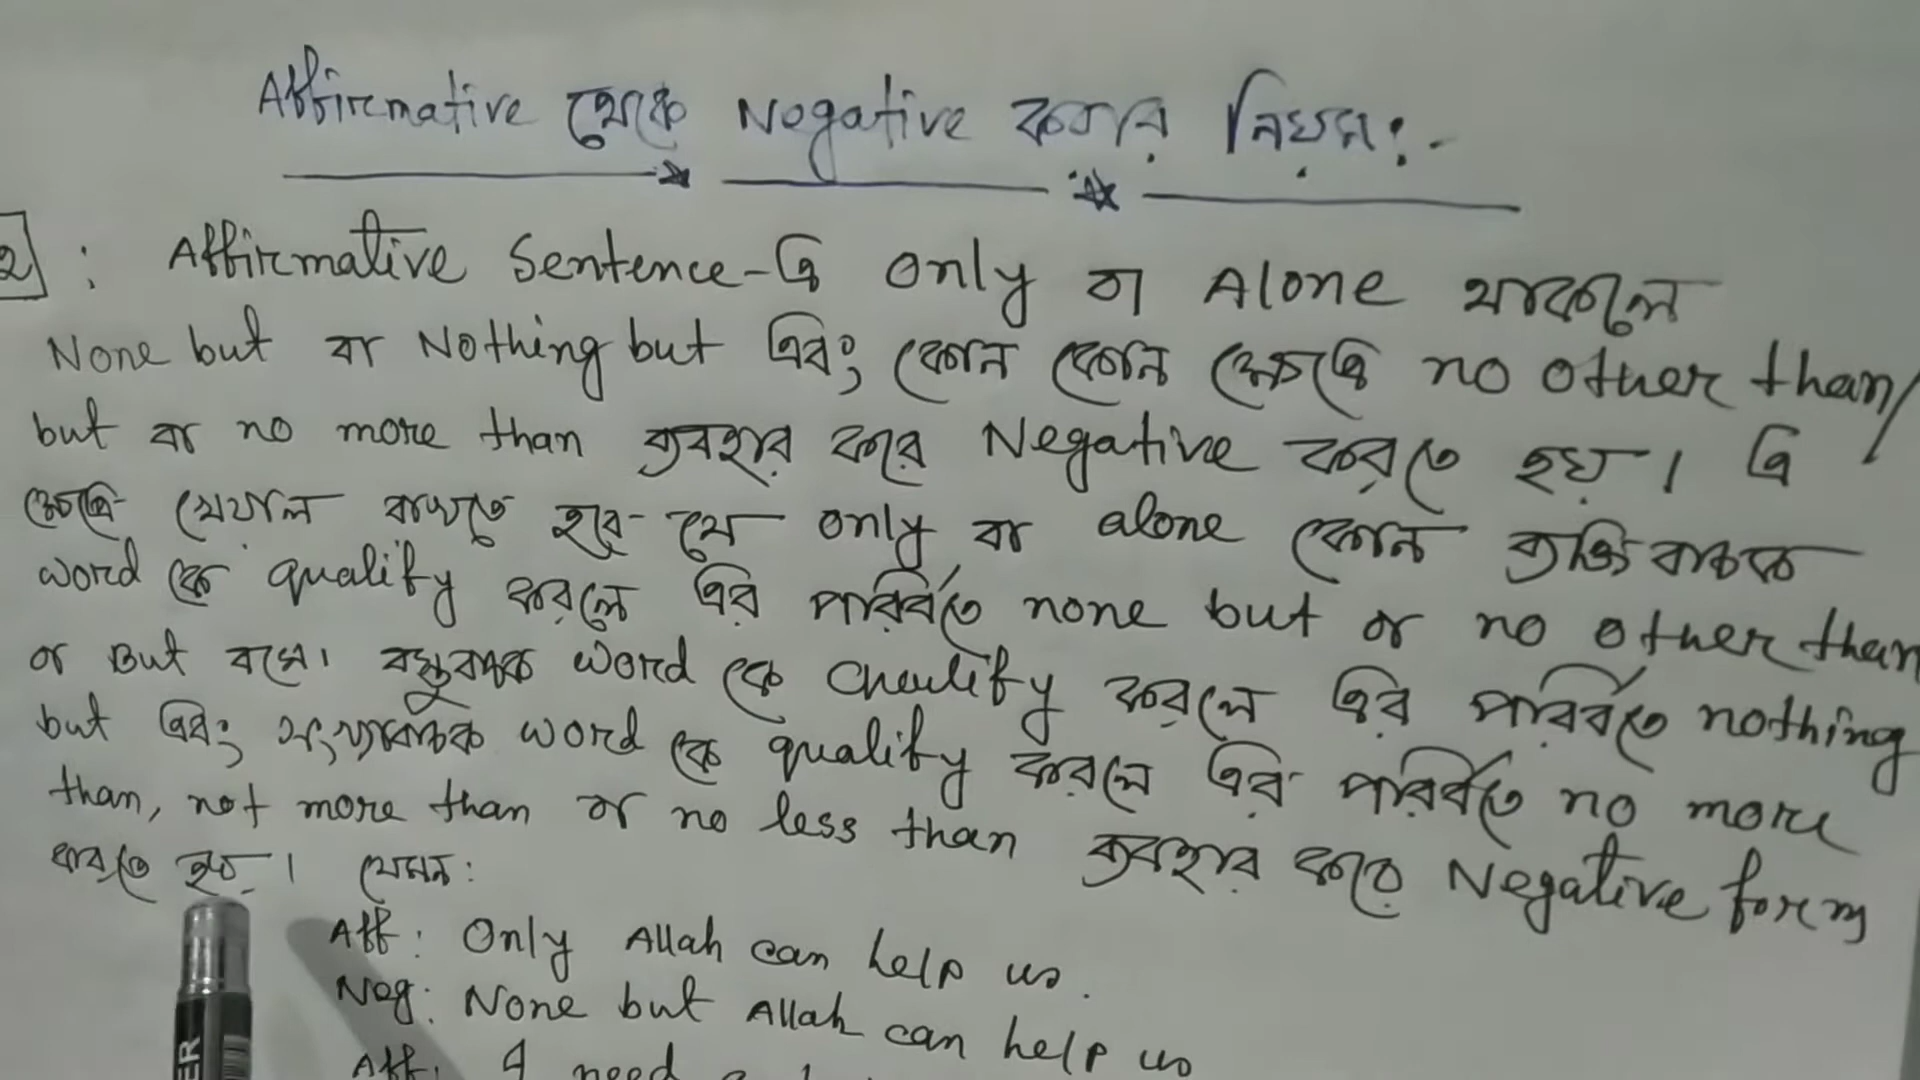 Affirmative থেকে Negative করার নিয়মঃ-
২ : Affirmative Sentence-এ Only বা Alone থাকলে
None but বা Nothing but এবং কোন কোন ক্ষেত্রে no other than/
but বা no more than ব্যবহার করে Negative করতে হয়। এ
ক্ষেত্রে খেয়াল রাখতে হবে যে only বা alone কোন ব্যক্তিবাচক
word কে qualify করলে এর পরিবর্তে none but or no other than
or But বসে। বস্তুবাচক word কে করলে এর পরিবর্তে nothing
but এবং সংখ্যাবাচক word কে qualify করলে এর পরিবর্তে no more
than, not more than or no less than ব্যবহার করে Negative form
করতে হয়। যেমন:
Aff: Only Allah can help us.
Neg: None but Allah can help us
Aff: I need